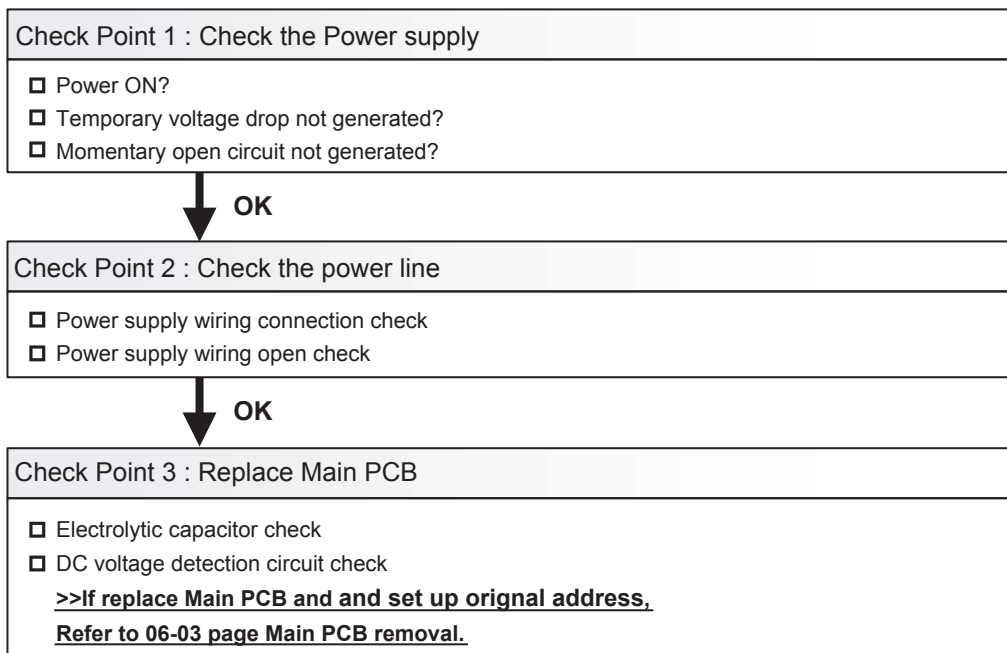 Check Point 1 : Check the Power supply
Power ON?
Temporary voltage drop not generated?
Momentary open circuit not generated?
OK
Check Point 2 : Check the power line
Power supply wiring connection check
Power supply wiring open check
OK
Check Point 3 : Replace Main PCB
Electrolytic capacitor check
DC voltage detection circuit check
>>If replace Main PCB and and set up orignal address,
Refer to 06-03 page Main PCB removal.